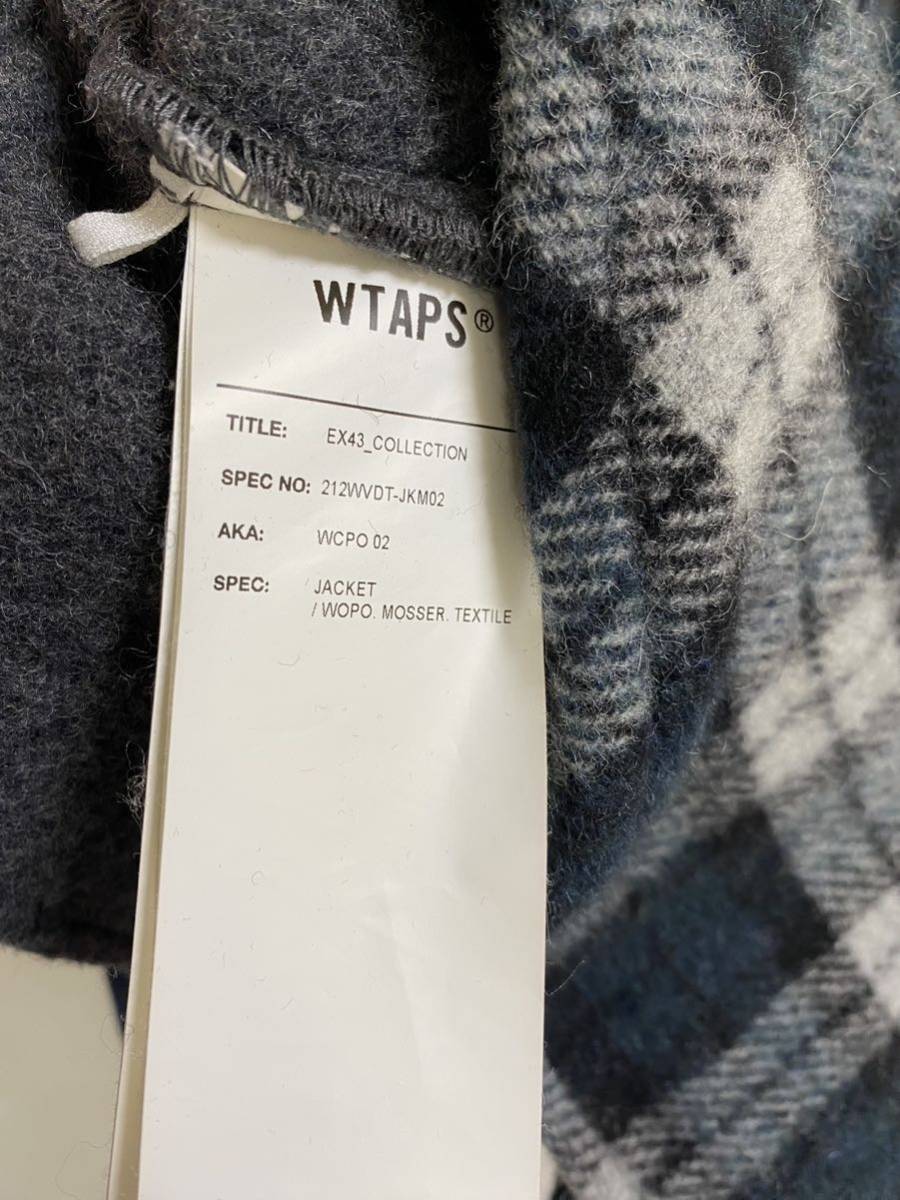 WTAPS®
TITLE: EX43_COLLECTION
SPEC NO: 212WVDT-JKM02
AKA: WCPO 02
SPEC: JACKET
/ WOPO. MOSSER. TEXTILE